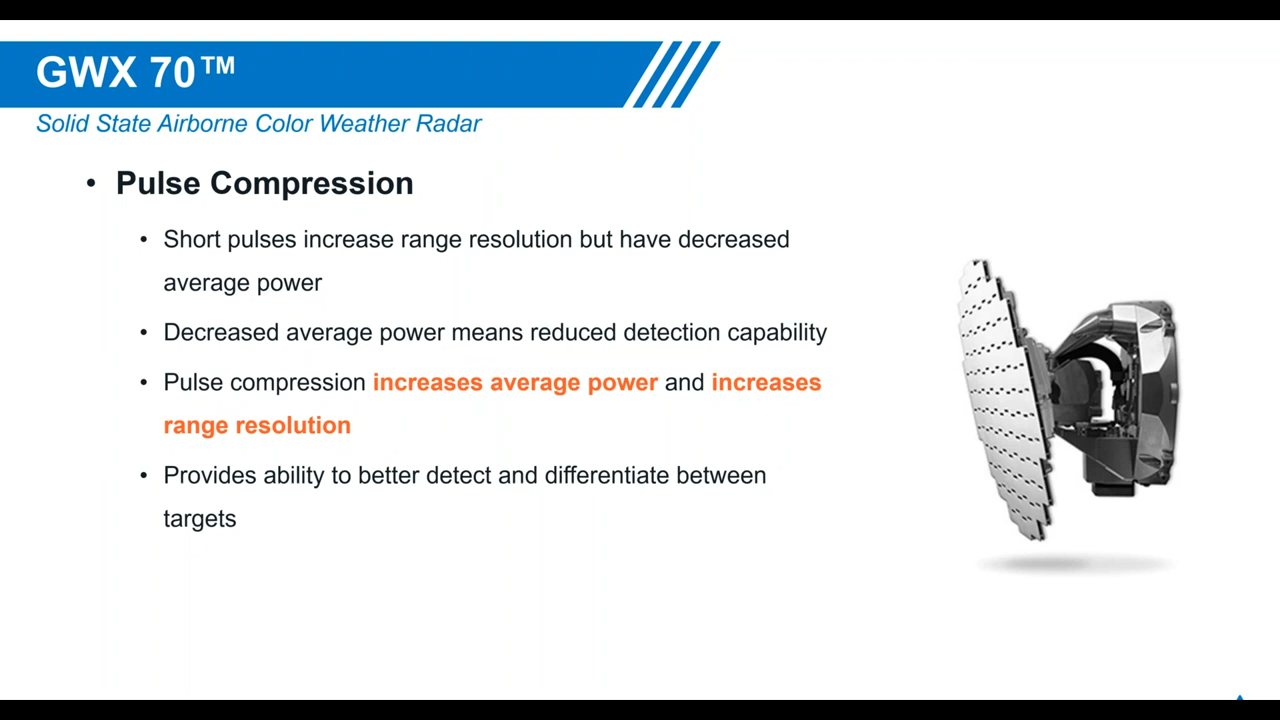 GWX 70™
Solid State Airborne Color Weather Radar
• Pulse Compression
• Short pulses increase range resolution but have decreased
average power
• Decreased average power means reduced detection capability
• Pulse compression increases average power and increases
range resolution
• Provides ability to better detect and differentiate between
targets